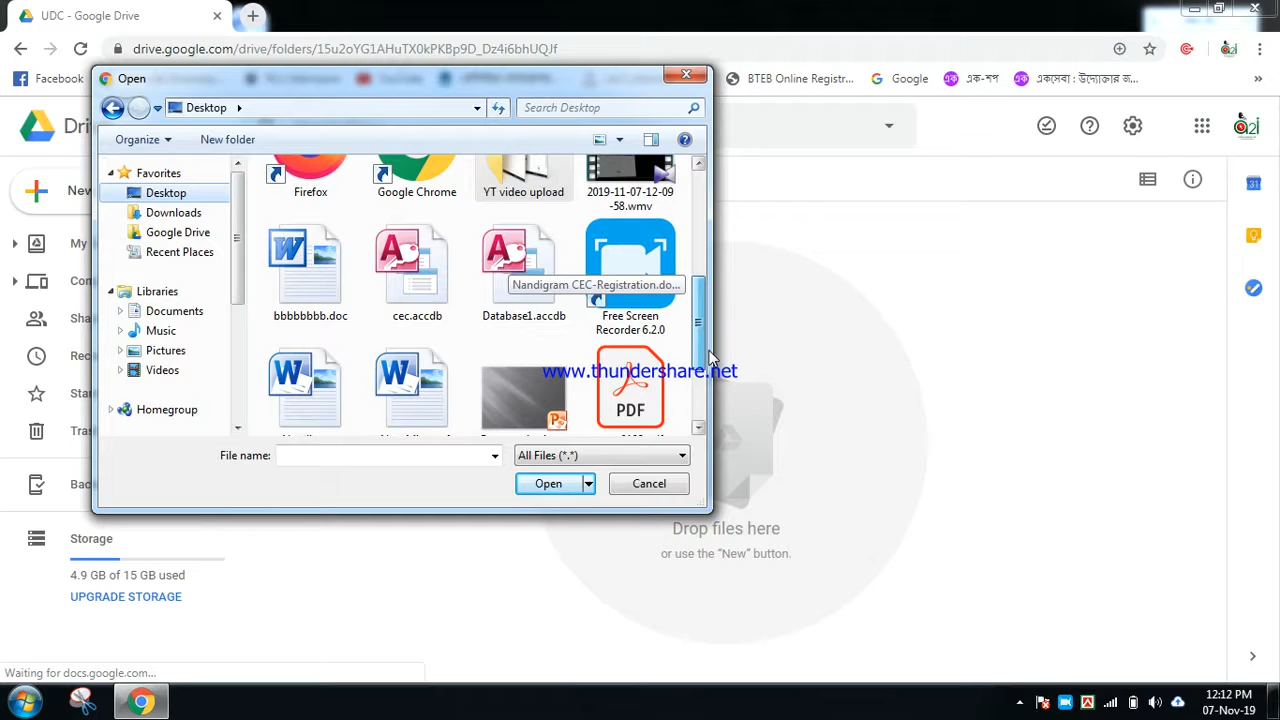 UDC - Google Drive
drive.google.com/drive/folders/15u2oYG1AHuTX0kPKBp9D_Dz4i6bhUQJf
Facebook
BTEB Online Registr...
Google
এক-শপ
একসেবা : উদ্যোক্তার জ...
Open
Desktop
Search Desktop
Organize
New folder
Favorites
Desktop
Downloads
Google Drive
Recent Places
Libraries
Documents
Music
Pictures
Videos
Homegroup
Firefox
Google Chrome
YT video upload
2019-11-07-12-09
-58.wmv
bbbbbbbb.doc
cec.accdb
Database1.accdb
Free Screen
Recorder 6.2.0
Nandigram CEC-Registration.do...
www.thundershare.net
PDF
File name:
All Files (*.*)
Open
Cancel
New
My
Storage
4.9 GB of 15 GB used
UPGRADE STORAGE
Drop files here
or use the “New” button.
Waiting for docs.google.com...
12:12 PM
07-Nov-19